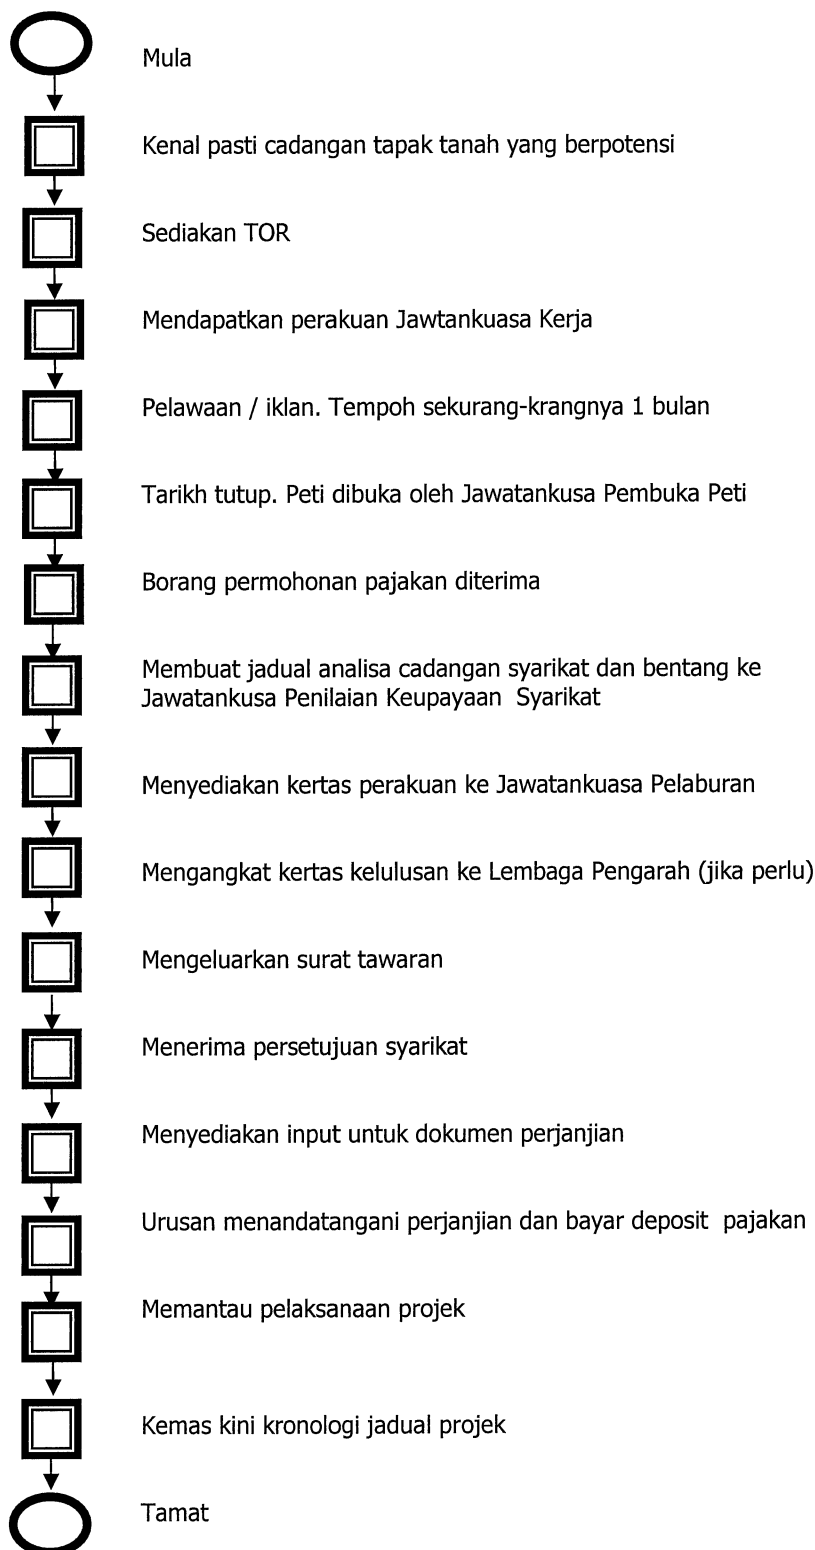 Mula
Kenal pasti cadangan tapak tanah yang berpotensi
Sediakan TOR
Mendapatkan perakuan Jawtankuasa Kerja
Pelawaan / iklan. Tempoh sekurang-krangnya 1 bulan
Tarikh tutup. Peti dibuka oleh Jawatankusa Pembuka Peti
Borang permohonan pajakan diterima
Membuat jadual analisa cadangan syarikat dan bentang ke
Jawatankusa Penilaian Keupayaan Syarikat
Menyediakan kertas perakuan ke Jawatankuasa Pelaburan
Mengangkat kertas kelulusan ke Lembaga Pengarah (jika perlu)
Mengeluarkan surat tawaran
Menerima persetujuan syarikat
Menyediakan input untuk dokumen perjanjian
Urusan menandatangani perjanjian dan bayar deposit pajakan
Memantau pelaksanaan projek
Kemas kini kronologi jadual projek
Tamat